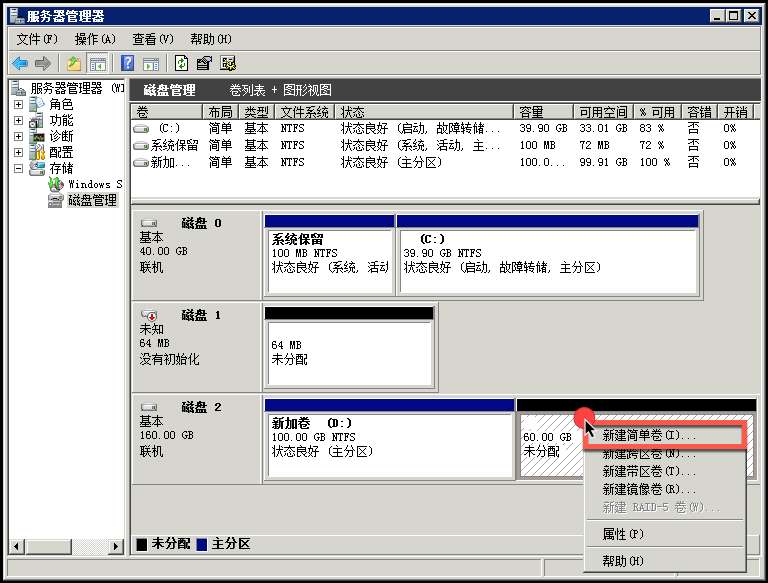 服务器管理器
文件(F) 操作(A) 查看(V) 帮助(H)
服务器管理器 (WI
角色
功能
诊断
配置
存储
Windows S
磁盘管理
磁盘管理 卷列表 + 图形视图
卷 布局 类型 文件系统 状态 容量 可用空间 % 可用 容错 开销
(C:) 简单 基本 NTFS 状态良好 (启动, 故障转储... 39.90 GB 33.01 GB 83 % 否 0%
系统保留 简单 基本 NTFS 状态良好 (系统, 活动, 主... 100 MB 72 MB 72 % 否 0%
新加... 简单 基本 NTFS 状态良好 (主分区) 100.0... 99.91 GB 100 % 否 0%
磁盘 0
基本
40.00 GB
联机
系统保留
100 MB NTFS
状态良好 (系统, 活动
(C:)
39.90 GB NTFS
状态良好 (启动, 故障转储, 主分区)
磁盘 1
未知
64 MB
没有初始化
64 MB
未分配
磁盘 2
基本
160.00 GB
联机
新加卷 (D:)
100.00 GB NTFS
状态良好 (主分区)
60.00 GB
未分配
新建简单卷(I)...
新建跨区卷(N)...
新建带区卷(T)...
新建镜像卷(R)...
新建 RAID-5 卷(W)...
属性(P)
帮助(H)
未分配 主分区